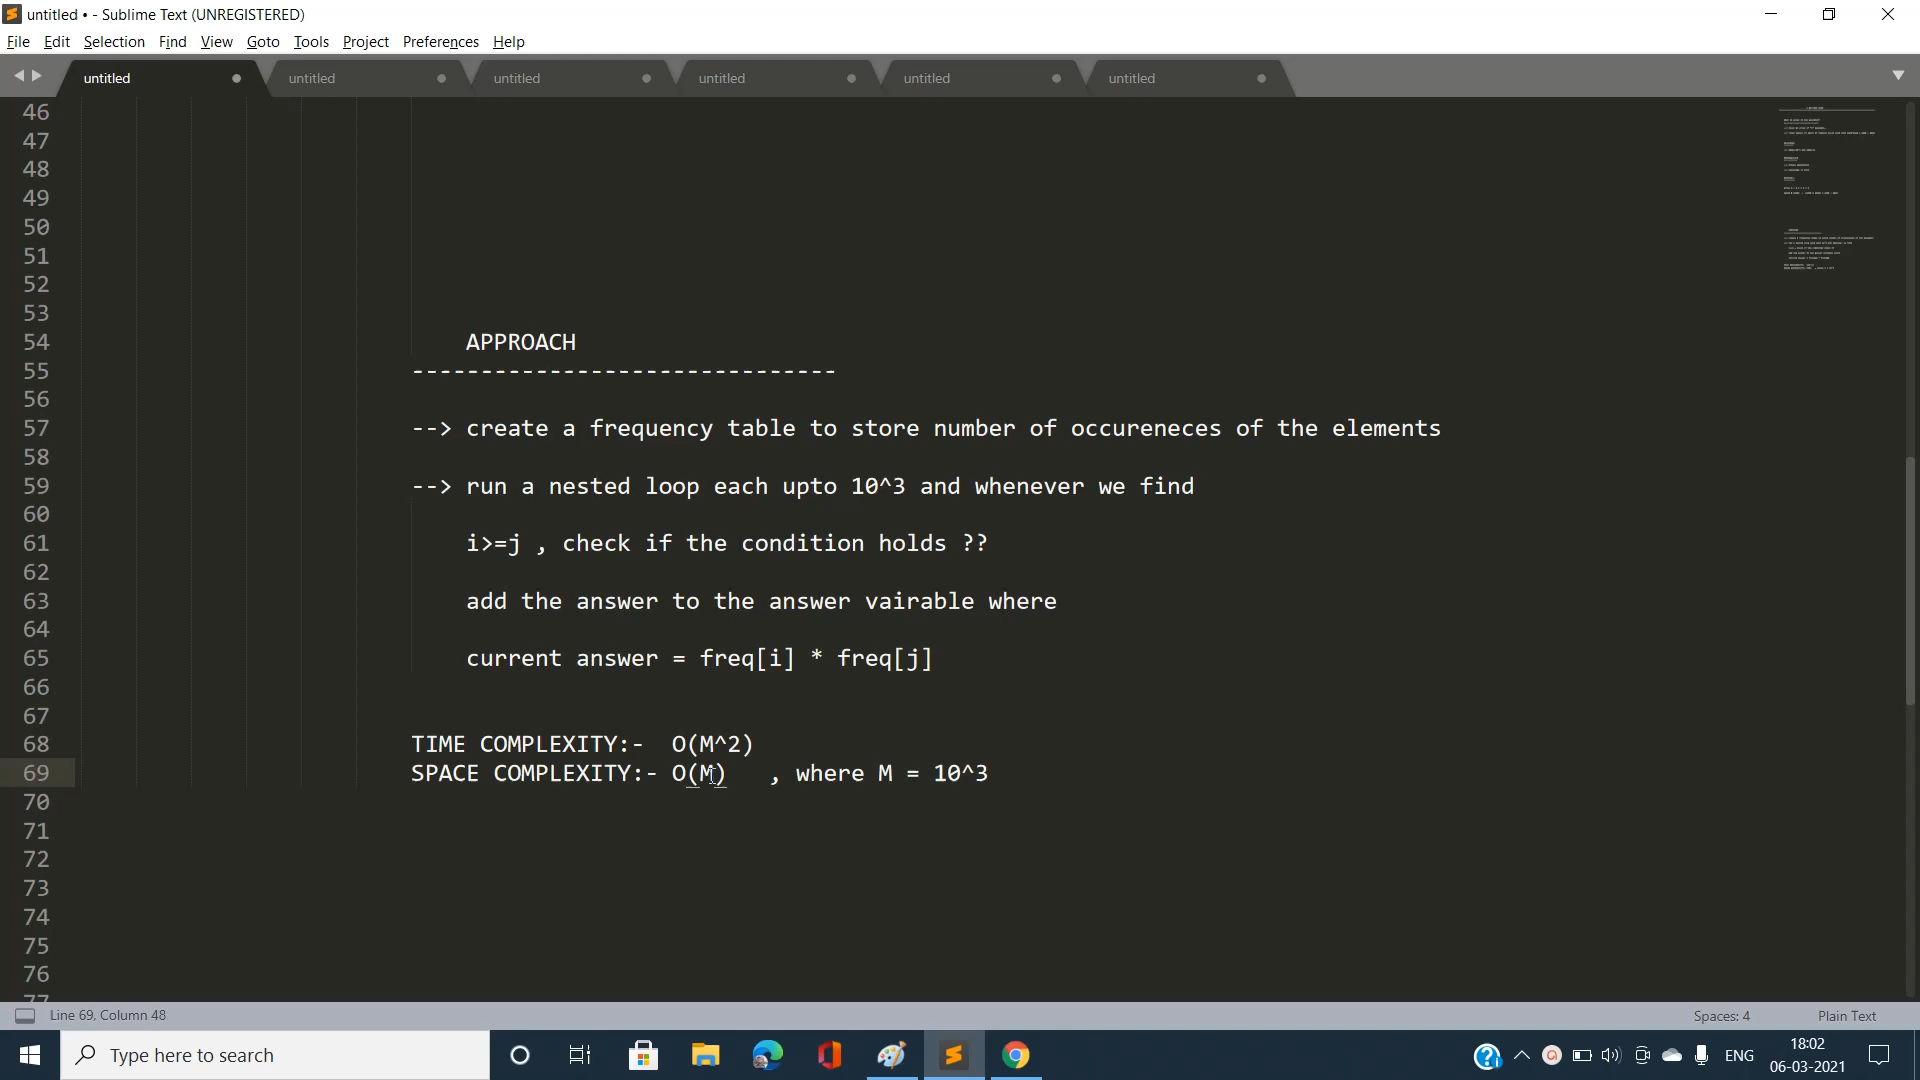 untitled • - Sublime Text (UNREGISTERED)
File Edit Selection Find View Goto Tools Project Preferences Help
untitled untitled untitled untitled untitled untitled
46
47
48
49
50
51
52
53
54 APPROACH
55 -------------------------------
56
57 --> create a frequency table to store number of occureneces of the elements
58
59 --> run a nested loop each upto 10^3 and whenever we find
60
61 i>=j , check if the condition holds ??
62
63 add the answer to the answer vairable where
64
65 current answer = freq[i] * freq[j]
66
67
68 TIME COMPLEXITY:- O(M^2)
69 SPACE COMPLEXITY:- O(M) , where M = 10^3
70
71
72
73
74
75
76
77
Line 69, Column 48 Spaces: 4 Plain Text
Type here to search
ENG
18:02
06-03-2021